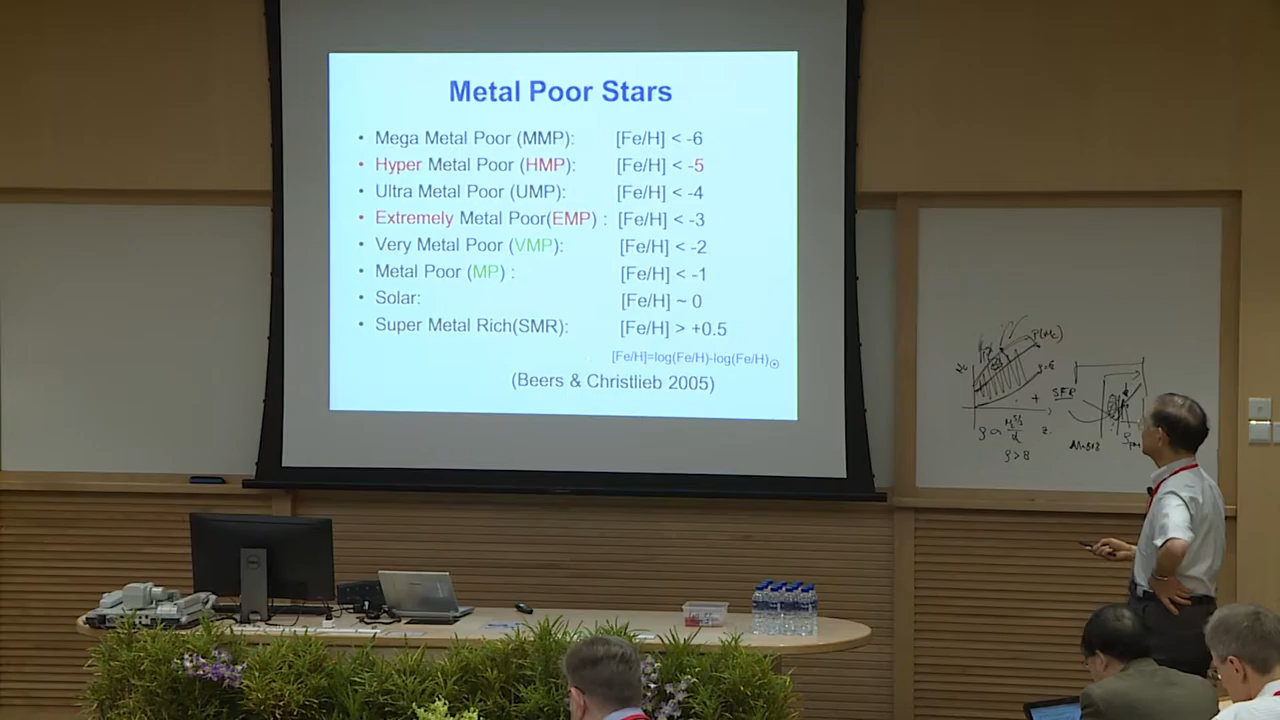 Metal Poor Stars
• Mega Metal Poor (MMP): [Fe/H] < -6
• Hyper Metal Poor (HMP): [Fe/H] < -5
• Ultra Metal Poor (UMP): [Fe/H] < -4
• Extremely Metal Poor(EMP) : [Fe/H] < -3
• Very Metal Poor (VMP): [Fe/H] < -2
• Metal Poor (MP) : [Fe/H] < -1
• Solar: [Fe/H] ~ 0
• Super Metal Rich(SMR): [Fe/H] > +0.5
[Fe/H]=log(Fe/H)-log(Fe/H)⊙
(Beers & Christlieb 2005)
SFR